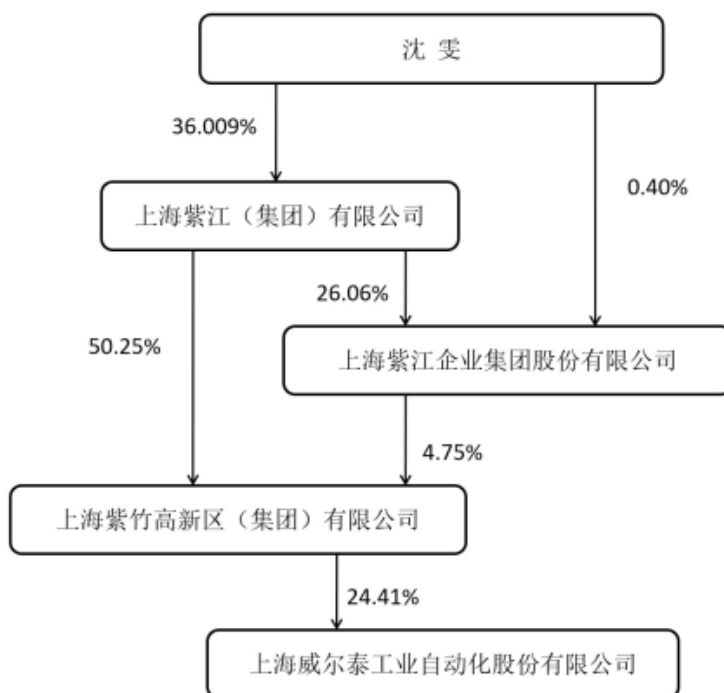 沈 雯
36.009%
0.40%
上海紫江（集团）有限公司
26.06%
50.25%
上海紫江企业集团股份有限公司
4.75%
上海紫竹高新区（集团）有限公司
24.41%
上海威尔泰工业自动化股份有限公司